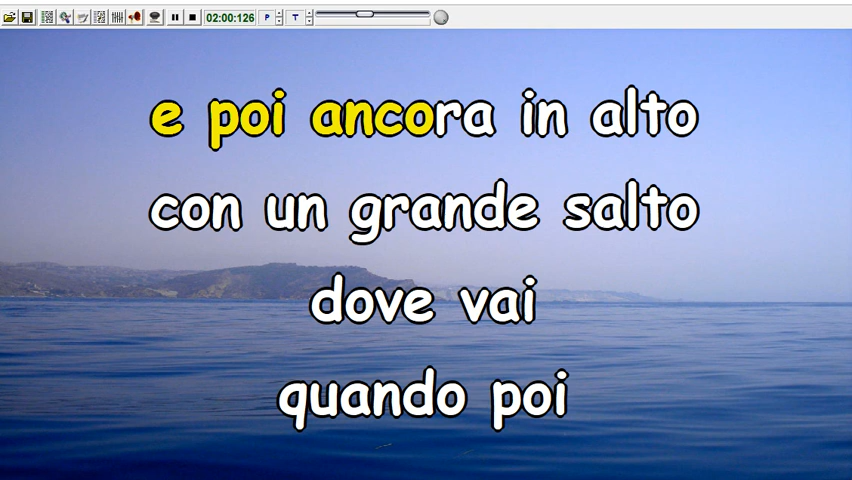 02:00:126 P T
e poi ancora in alto
con un grande salto
dove vai
quando poi